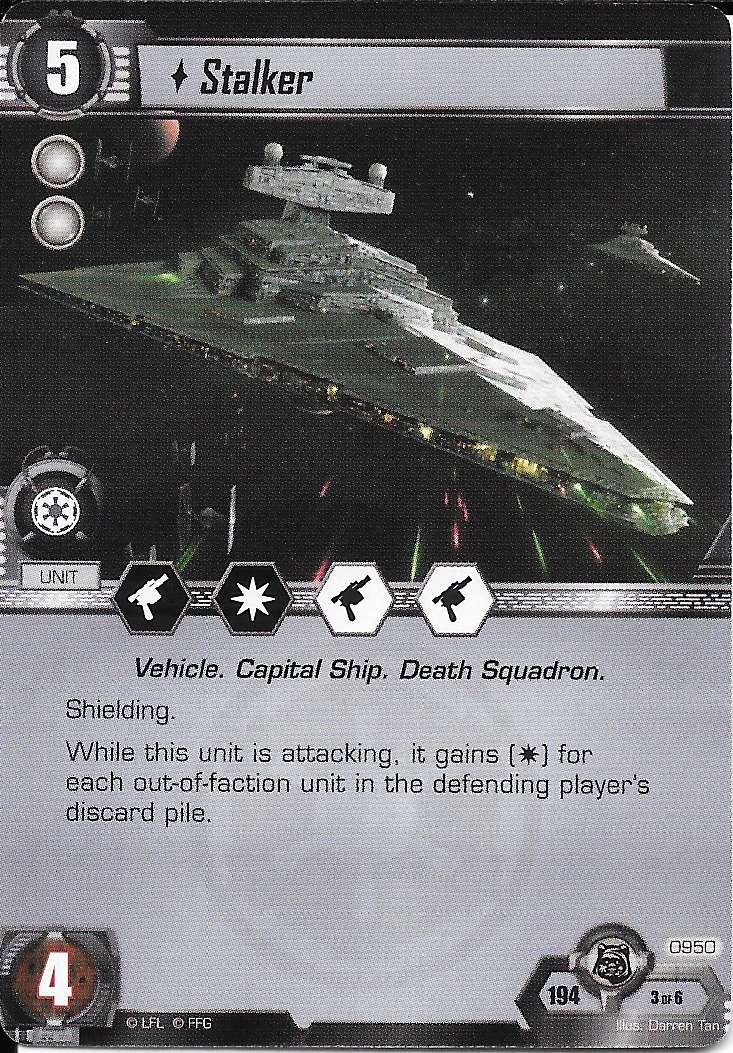 5
Stalker
UNIT
Vehicle. Capital Ship. Death Squadron.
Shielding.
While this unit is attacking, it gains (✷) for
each out-of-faction unit in the defending player's
discard pile.
4
0950
194
3 OF 6
© LFL © FFG
Illus. Darren Tan